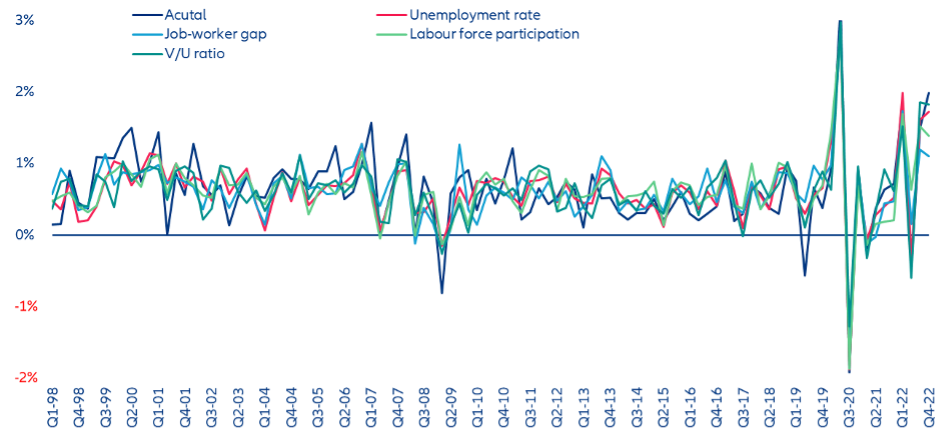 Acutal
Unemployment rate
Job-worker gap
Labour force participation
V/U ratio
3%
2%
1%
0%
-1%
-2%
Q1-98
Q4-98
Q3-99
Q2-00
Q1-01
Q4-01
Q3-02
Q2-03
Q1-04
Q4-04
Q3-05
Q2-06
Q1-07
Q4-07
Q3-08
Q2-09
Q1-10
Q4-10
Q3-11
Q2-12
Q1-13
Q4-13
Q3-14
Q2-15
Q1-16
Q4-16
Q3-17
Q2-18
Q1-19
Q4-19
Q3-20
Q2-21
Q1-22
Q4-22